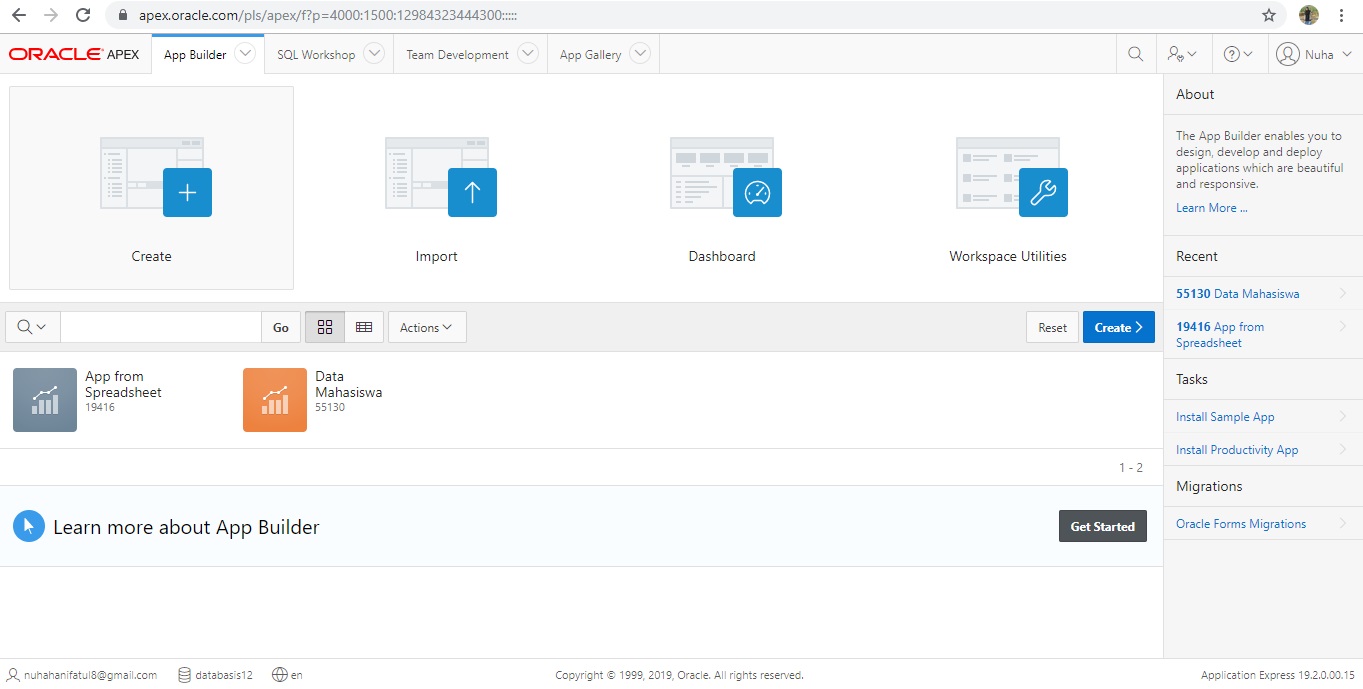 apex.oracle.com/pls/apex/f?p=4000:1500:12984323444300:::::
ORACLE APEX App Builder SQL Workshop Team Development App Gallery Nuha
Create
Import
Dashboard
Workspace Utilities
Go
Actions
Reset
Create
App from
Spreadsheet
19416
Data
Mahasiswa
55130
1 - 2
Learn more about App Builder
Get Started
About
The App Builder enables you to
design, develop and deploy
applications which are beautiful
and responsive.
Learn More ...
Recent
55130 Data Mahasiswa
19416 App from
Spreadsheet
Tasks
Install Sample App
Install Productivity App
Migrations
Oracle Forms Migrations
nuhahanifatul8@gmail.com databasis12 en
Copyright © 1999, 2019, Oracle. All rights reserved.
Application Express 19.2.0.00.15